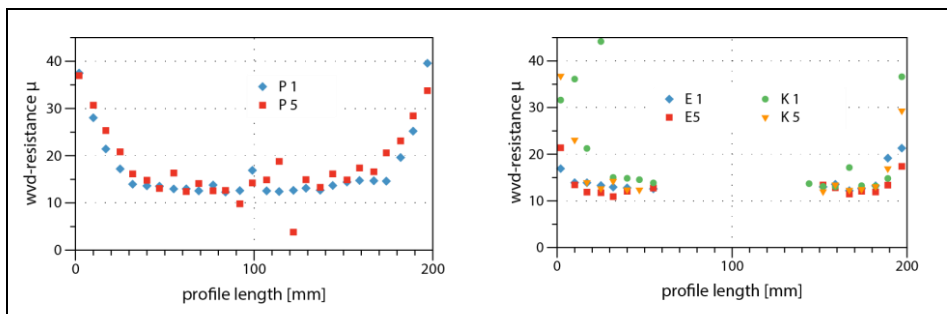 40
30
20
10
0
wvd-resistance μ
P 1
P 5
0
100
200
profile length [mm]
40
30
20
10
0
wvd-resistance μ
E 1
K 1
E5
K 5
0
100
200
profile length [mm]